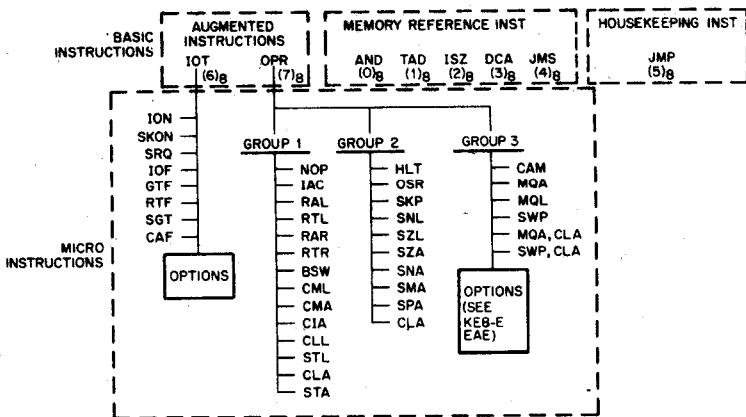 BASIC
INSTRUCTIONS
AUGMENTED
INSTRUCTIONS
IOT
(6)8
OPR
(7)8
MEMORY REFERENCE INST
AND
(0)8
TAD
(1)8
ISZ
(2)8
DCA
(3)8
JMS
(4)8
HOUSEKEEPING INST
JMP
(5)8
MICRO
INSTRUCTIONS
ION
SKON
SRQ
IOF
GTF
RTF
SGT
CAF
OPTIONS
GROUP 1
NOP
IAC
RAL
RTL
RAR
RTR
BSW
CML
CMA
CIA
CLL
STL
CLA
STA
GROUP 2
HLT
OSR
SKP
SNL
SZL
SZA
SNA
SMA
SPA
CLA
GROUP 3
CAM
MQA
MQL
SWP
MQA, CLA
SWP, CLA
OPTIONS
(SEE
KE8-E
EAE)